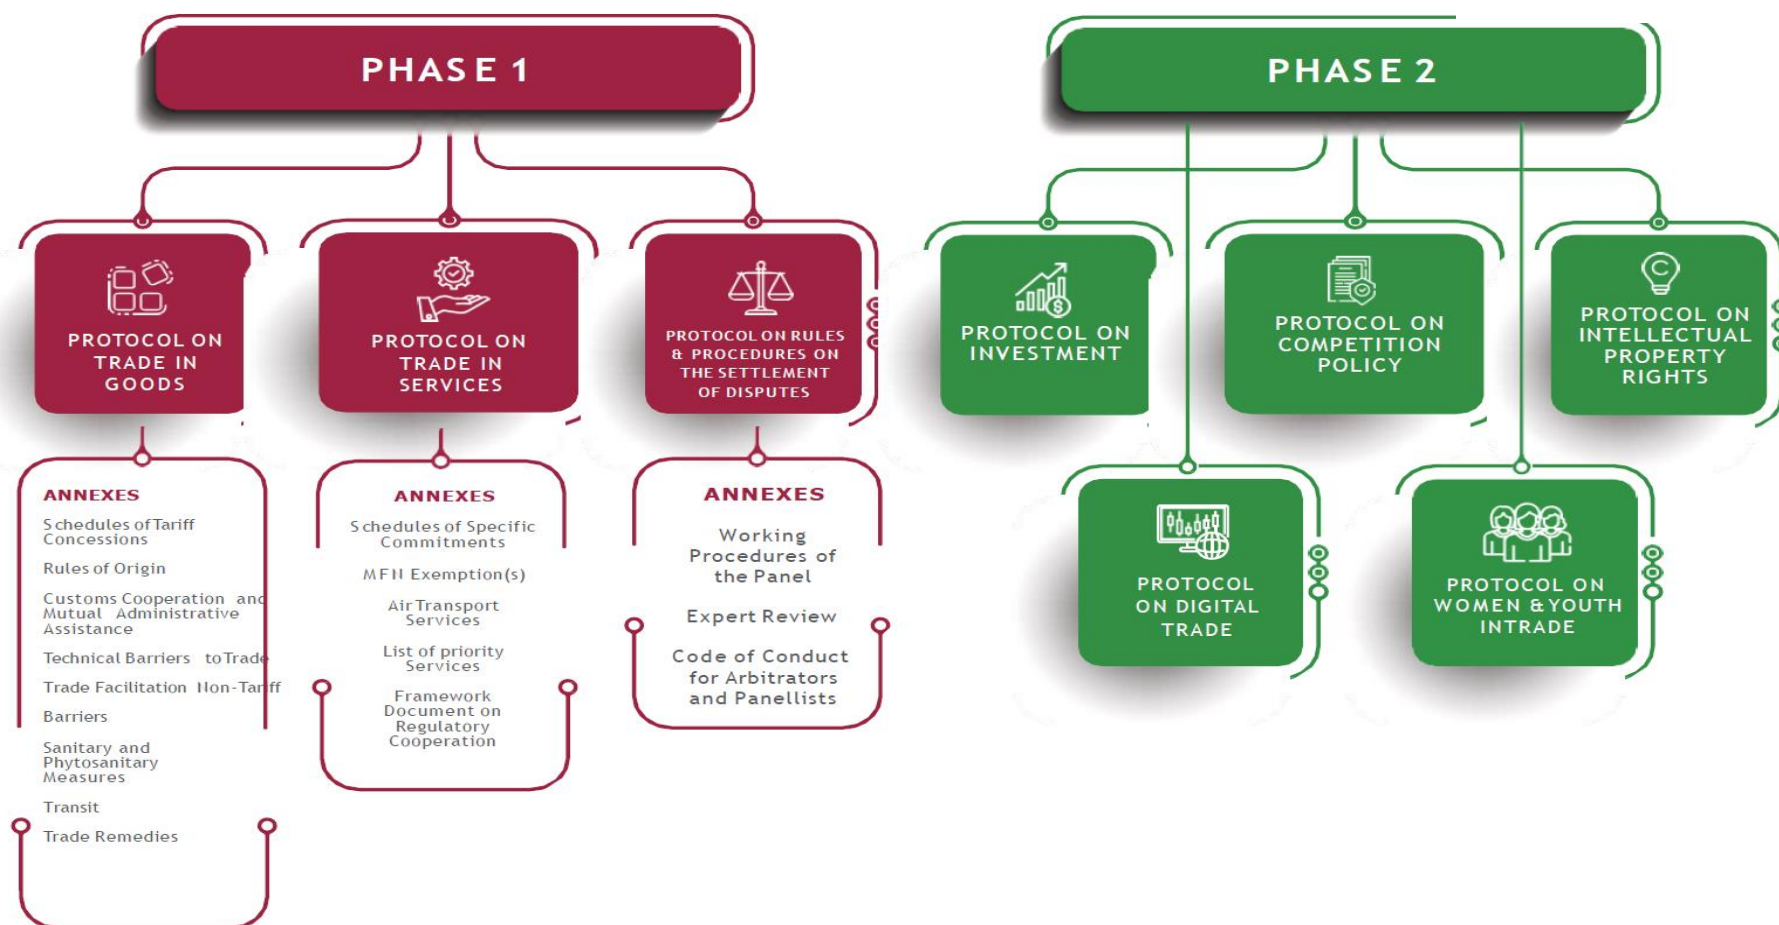 PHASE 1
PROTOCOL ON
TRADE IN
GOODS
PROTOCOL ON
TRADE IN
SERVICES
PROTOCOL ON RULES
& PROCEDURES ON
THE SETTLEMENT
OF DISPUTES
ANNEXES
Schedules of Tariff
Concessions
Rules of Origin
Customs Cooperation and
Mutual Administrative
Assistance
Technical Barriers to Trade
Trade Facilitation Non-Tariff
Barriers
Sanitary and
Phytosanitary
Measures
Transit
Trade Remedies
ANNEXES
Schedules of Specific
Commitments
MFN Exemption(s)
Air Transport
Services
List of priority
Services
Framework
Document on
Regulatory
Cooperation
ANNEXES
Working
Procedures of
the Panel
Expert Review
Code of Conduct
for Arbitrators
and Panellists
PHASE 2
PROTOCOL ON
INVESTMENT
PROTOCOL ON
COMPETITION
POLICY
C
PROTOCOL ON
INTELLECTUAL
PROPERTY
RIGHTS
$
PROTOCOL
ON DIGITAL
TRADE
PROTOCOL ON
WOMEN & YOUTH
INTRADE